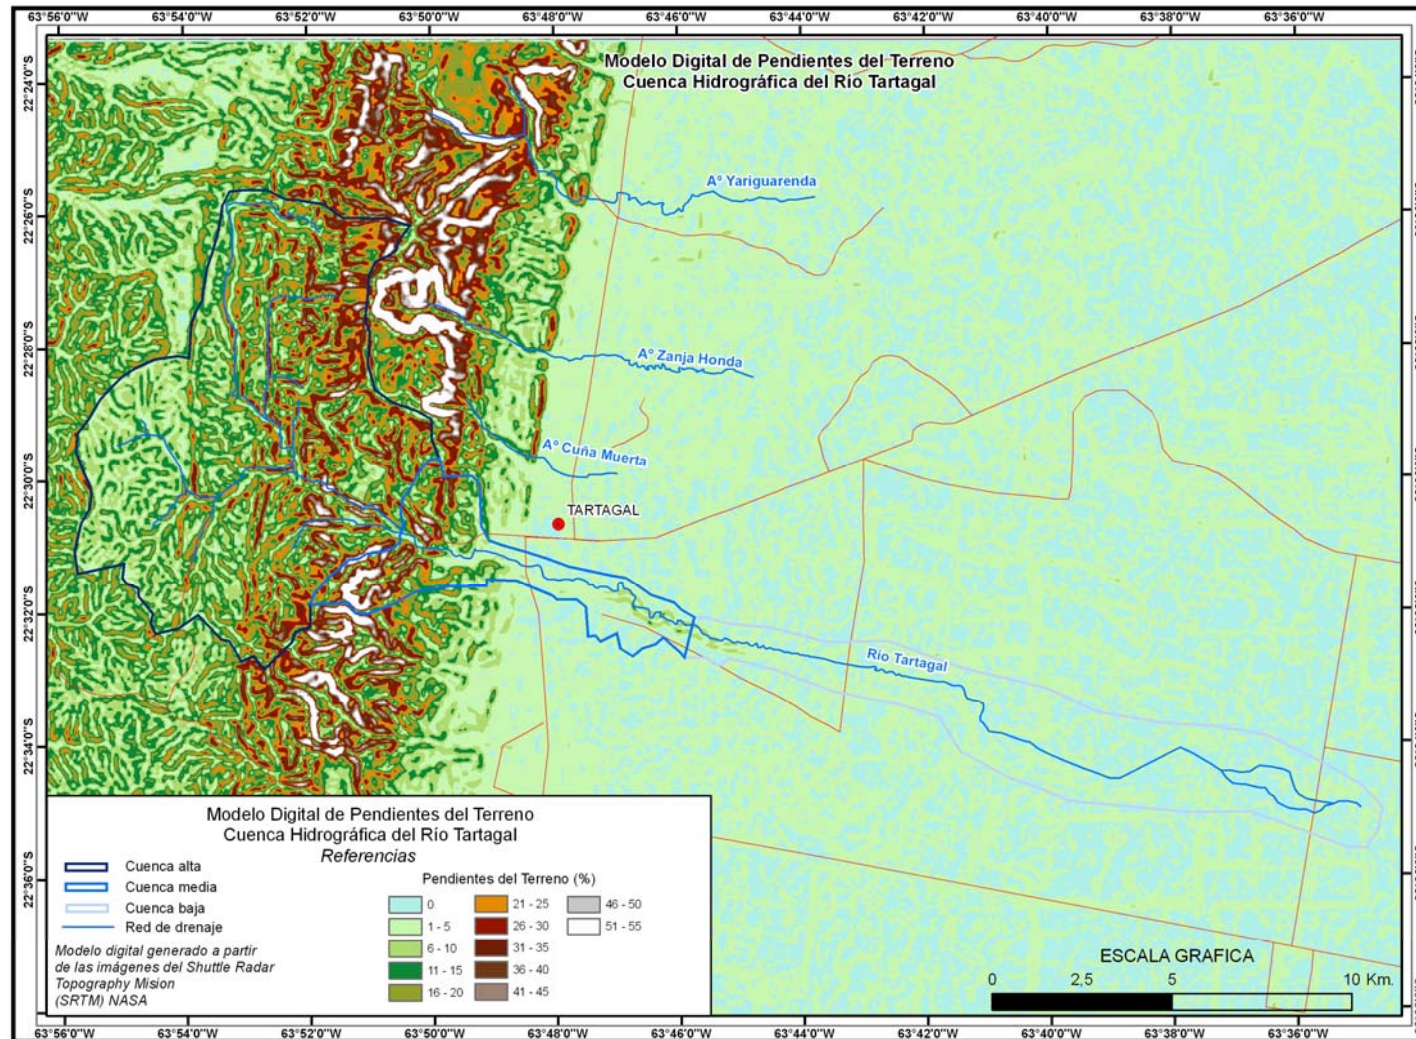 63°56'0"W 63°54'0"W 63°52'0"W 63°50'0"W 63°48'0"W 63°46'0"W 63°44'0"W 63°42'0"W 63°40'0"W 63°38'0"W 63°36'0"W
Modelo Digital de Pendientes del Terreno
Cuenca Hidrográfica del Río Tartagal
22°24'0"S
Aº Yariguarenda
22°26'0"S
22°28'0"S
Aº Zanja Honda
Aº Cuña Muerta
22°30'0"S
TARTAGAL
22°32'0"S
Río Tartagal
22°34'0"S
22°36'0"S
Modelo Digital de Pendientes del Terreno
Cuenca Hidrográfica del Río Tartagal
Referencias
Cuenca alta
Cuenca media
Cuenca baja
Red de drenaje
Modelo digital generado a partir
de las imágenes del Shuttle Radar
Topography Mision
(SRTM) NASA
Pendientes del Terreno (%)
0
1 - 5
6 - 10
11 - 15
16 - 20
21 - 25
26 - 30
31 - 35
36 - 40
41 - 45
46 - 50
51 - 55
ESCALA GRAFICA
0 2,5 5 10 Km.
63°56'0"W 63°54'0"W 63°52'0"W 63°50'0"W 63°48'0"W 63°46'0"W 63°44'0"W 63°42'0"W 63°40'0"W 63°38'0"W 63°36'0"W